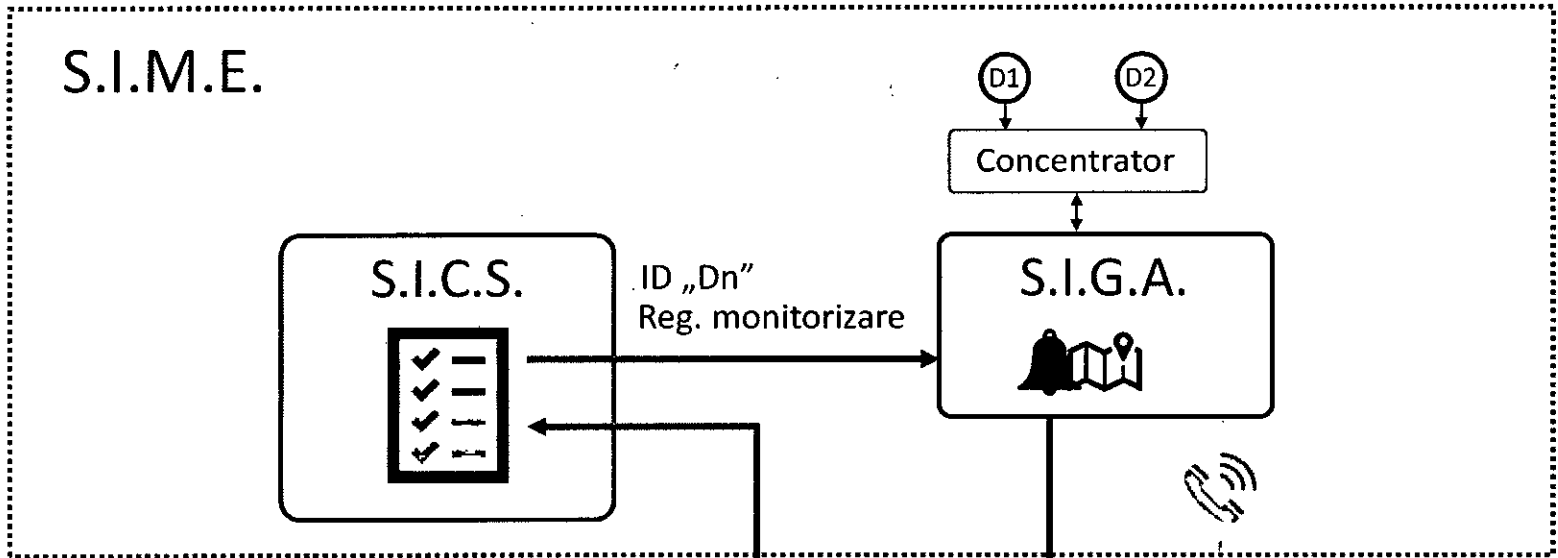 S.I.M.E.
D1
D2
Concentrator
S.I.C.S.
ID „Dn”
Reg. monitorizare
S.I.G.A.